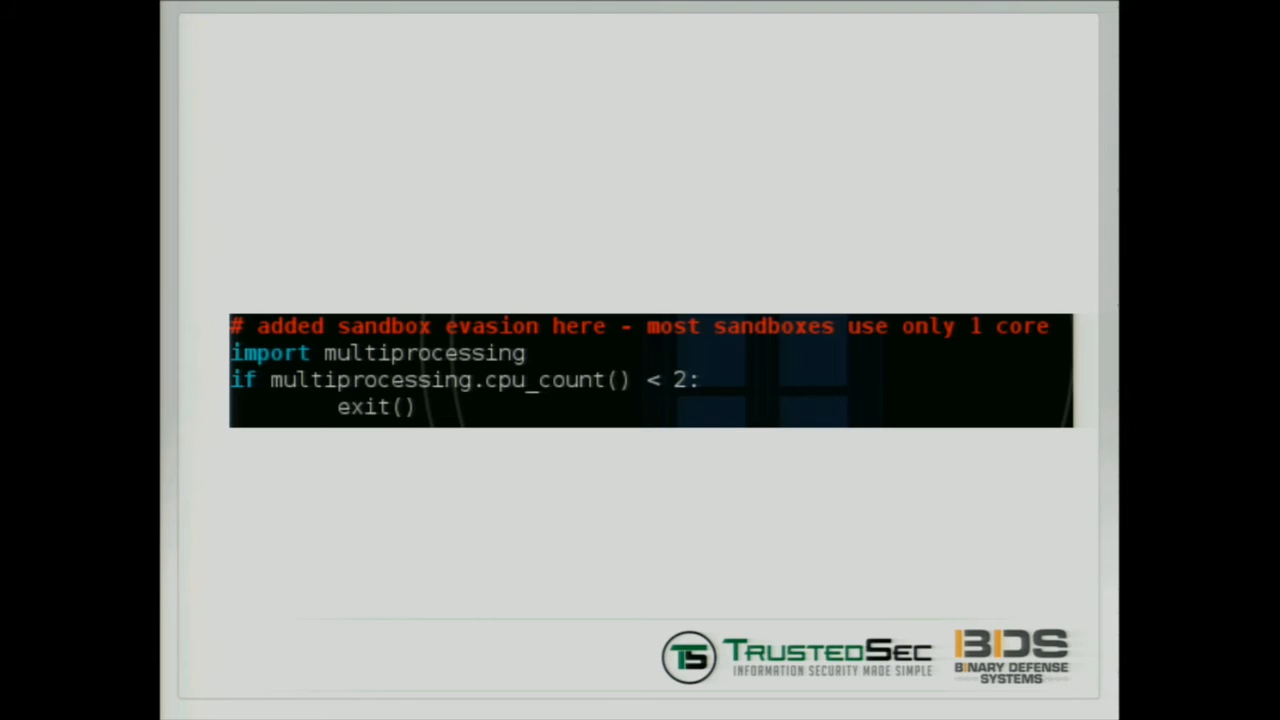 # added sandbox evasion here - most sandboxes use only 1 core
import multiprocessing
if multiprocessing.cpu_count() < 2:
        exit()
TS TRUSTEDSEC
INFORMATION SECURITY MADE SIMPLE
BDS
BINARY DEFENSE
SYSTEMS